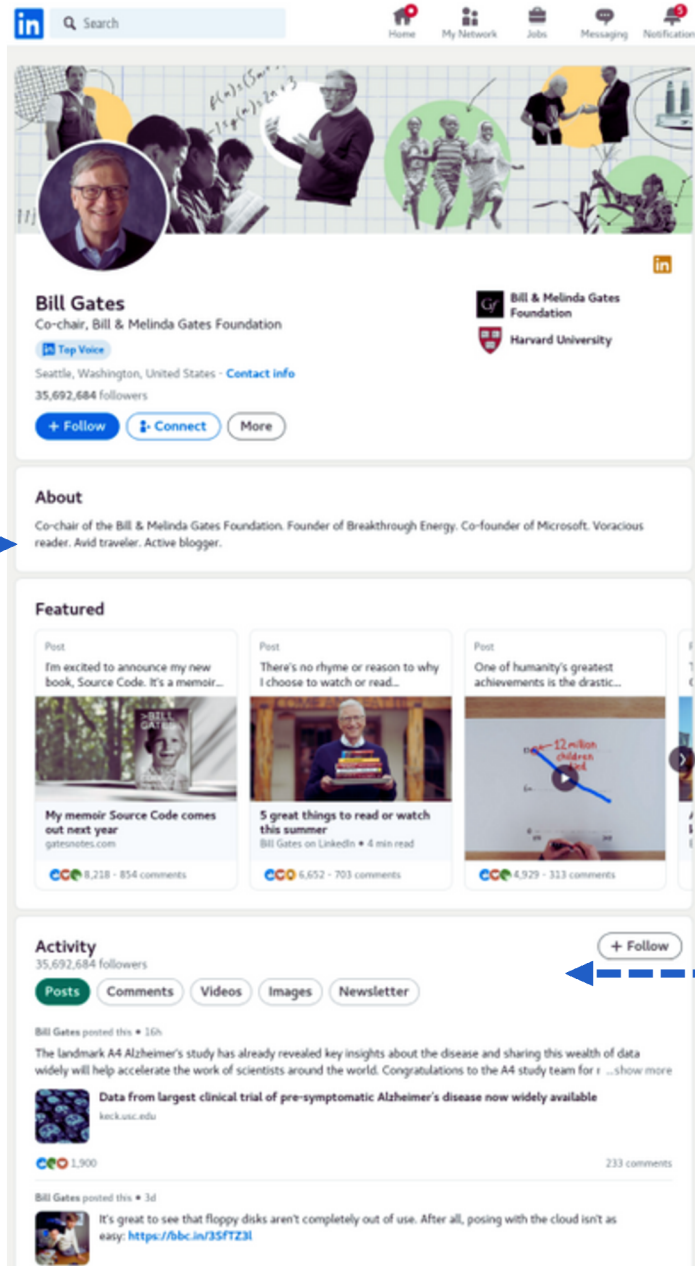 in Search
5
Home My Network Jobs Messaging Notification
in
Bill Gates
Co-chair, Bill & Melinda Gates Foundation
in Top Voice
Seattle, Washington, United States · Contact info
35,692,684 followers
+ Follow Connect More
Gf Bill & Melinda Gates
Foundation
Harvard University
About
Co-chair of the Bill & Melinda Gates Foundation. Founder of Breakthrough Energy. Co-founder of Microsoft. Voracious
reader. Avid traveler. Active blogger.
Featured
Post
I'm excited to announce my new
book, Source Code. It's a memoir...
>BILL
GATES
My memoir Source Code comes
out next year
gatesnotes.com
8,218 · 854 comments
Post
There's no rhyme or reason to why
I choose to watch or read...
5 great things to read or watch
this summer
Bill Gates on LinkedIn • 4 min read
6,652 · 703 comments
Post
One of humanity's greatest
achievements is the drastic...
12 million
children
4,929 · 313 comments
Activity
+ Follow
35,692,684 followers
Posts Comments Videos Images Newsletter
Bill Gates posted this • 16h
The landmark A4 Alzheimer's study has already revealed key insights about the disease and sharing this wealth of data
widely will help accelerate the work of scientists around the world. Congratulations to the A4 study team for ...show more
Data from largest clinical trial of pre-symptomatic Alzheimer's disease now widely available
keck.usc.edu
1,900 233 comments
Bill Gates posted this • 3d
It's great to see that floppy disks aren't completely out of use. After all, posing with the cloud isn't as
easy: https://bbc.in/3SfTZ3l